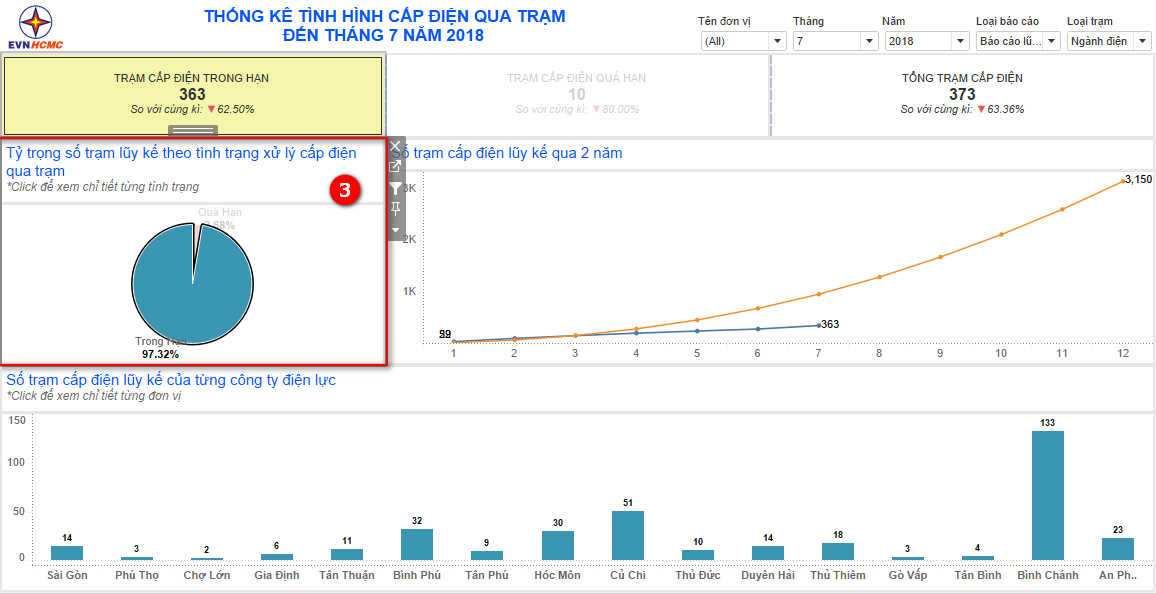 THỐNG KÊ TÌNH HÌNH CẤP ĐIỆN QUA TRẠM
ĐẾN THÁNG 7 NĂM 2018
EVNHCMC
Tên đơn vị
Tháng
Năm
Loại báo cáo
Loại trạm
(All)
7
2018
Báo cáo lũ...
Ngành điện
TRẠM CẤP ĐIỆN TRONG HẠN
363
So với cùng kì: ▼62.50%
TRẠM CẤP ĐIỆN QUÁ HẠN
10
So với cùng kì: ▼80.00%
TỔNG TRẠM CẤP ĐIỆN
373
So với cùng kì: ▼63.36%
Tỷ trọng số trạm lũy kế theo tình trạng xử lý cấp điện
qua trạm
*Click để xem chi tiết từng tình trạng
3
Quá Hạn
Trong Hạn
97.32%
Số trạm cấp điện lũy kế qua 2 năm
3K
2K
1K
3,150
363
1 2 3 4 5 6 7 8 9 10 11 12
Số trạm cấp điện lũy kế của từng công ty điện lực
*Click để xem chi tiết từng đơn vị
150
100
50
0
14 3 2 6 11 32 9 30 51 10 14 18 3 4 133 23
Sài Gòn Phú Thọ Chợ Lớn Gia Định Tân Thuận Bình Phú Tân Phú Hóc Môn Củ Chi Thủ Đức Duyên Hải Thủ Thiêm Gò Vấp Tân Bình Bình Chánh An Ph..